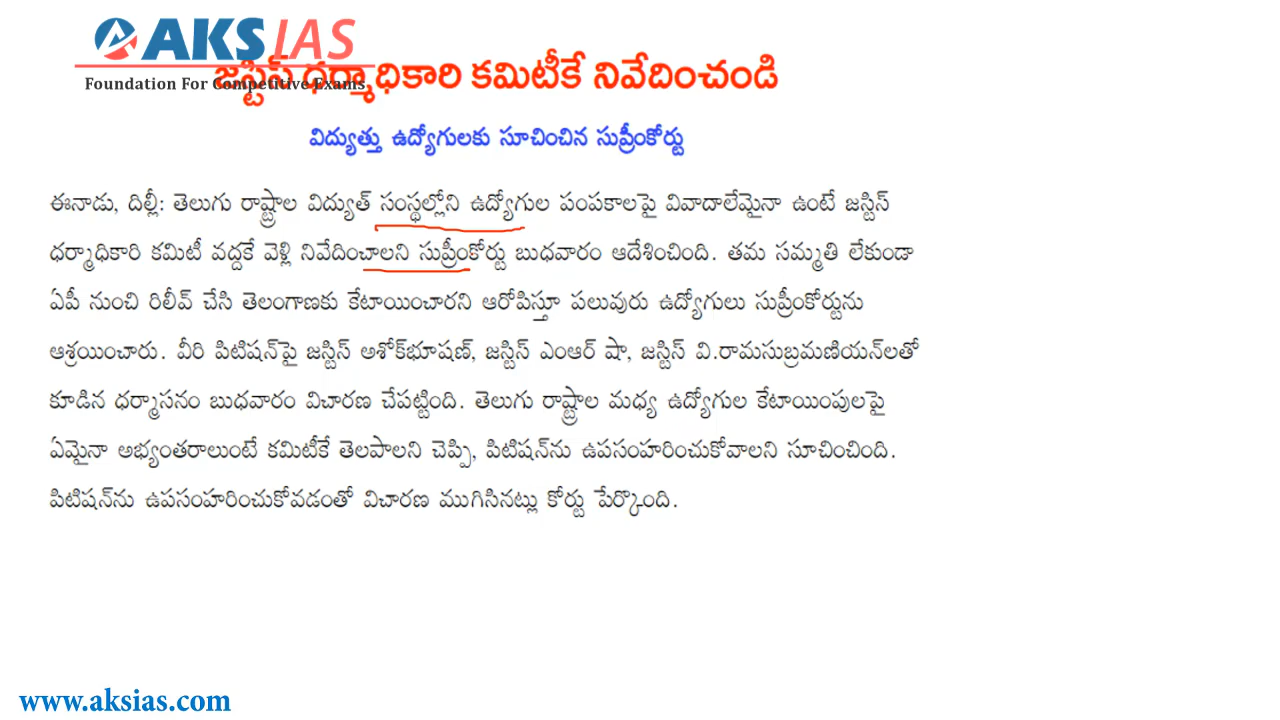 AKS IAS
Foundation For Competitive Exams
జస్టిస్ ధర్మాధికారి కమిటీకే నివేదించండి
విద్యుత్తు ఉద్యోగులకు సూచించిన సుప్రీంకోర్టు
ఈనాడు, దిల్లీ: తెలుగు రాష్ట్రాల విద్యుత్ సంస్థల్లోని ఉద్యోగుల పంపకాలపై వివాదాలేమైనా ఉంటే జస్టిస్
ధర్మాధికారి కమిటీ వద్దకే వెళ్లి నివేదించాలని సుప్రీంకోర్టు బుధవారం ఆదేశించింది. తమ సమ్మతి లేకుండా
ఏపీ నుంచి రిలీవ్ చేసి తెలంగాణకు కేటాయించారని ఆరోపిస్తూ పలువురు ఉద్యోగులు సుప్రీంకోర్టును
ఆశ్రయించారు. వీరి పిటిషన్‌పై జస్టిస్ అశోక్‌భూషణ్, జస్టిస్ ఎంఆర్ షా, జస్టిస్ వి.రామసుబ్రమణియన్‌లతో
కూడిన ధర్మాసనం బుధవారం విచారణ చేపట్టింది. తెలుగు రాష్ట్రాల మధ్య ఉద్యోగుల కేటాయింపులపై
ఏమైనా అభ్యంతరాలుంటే కమిటీకే తెలపాలని చెప్పి, పిటిషన్‌ను ఉపసంహరించుకోవాలని సూచించింది.
పిటిషన్‌ను ఉపసంహరించుకోవడంతో విచారణ ముగిసినట్లు కోర్టు పేర్కొంది.
www.aksias.com